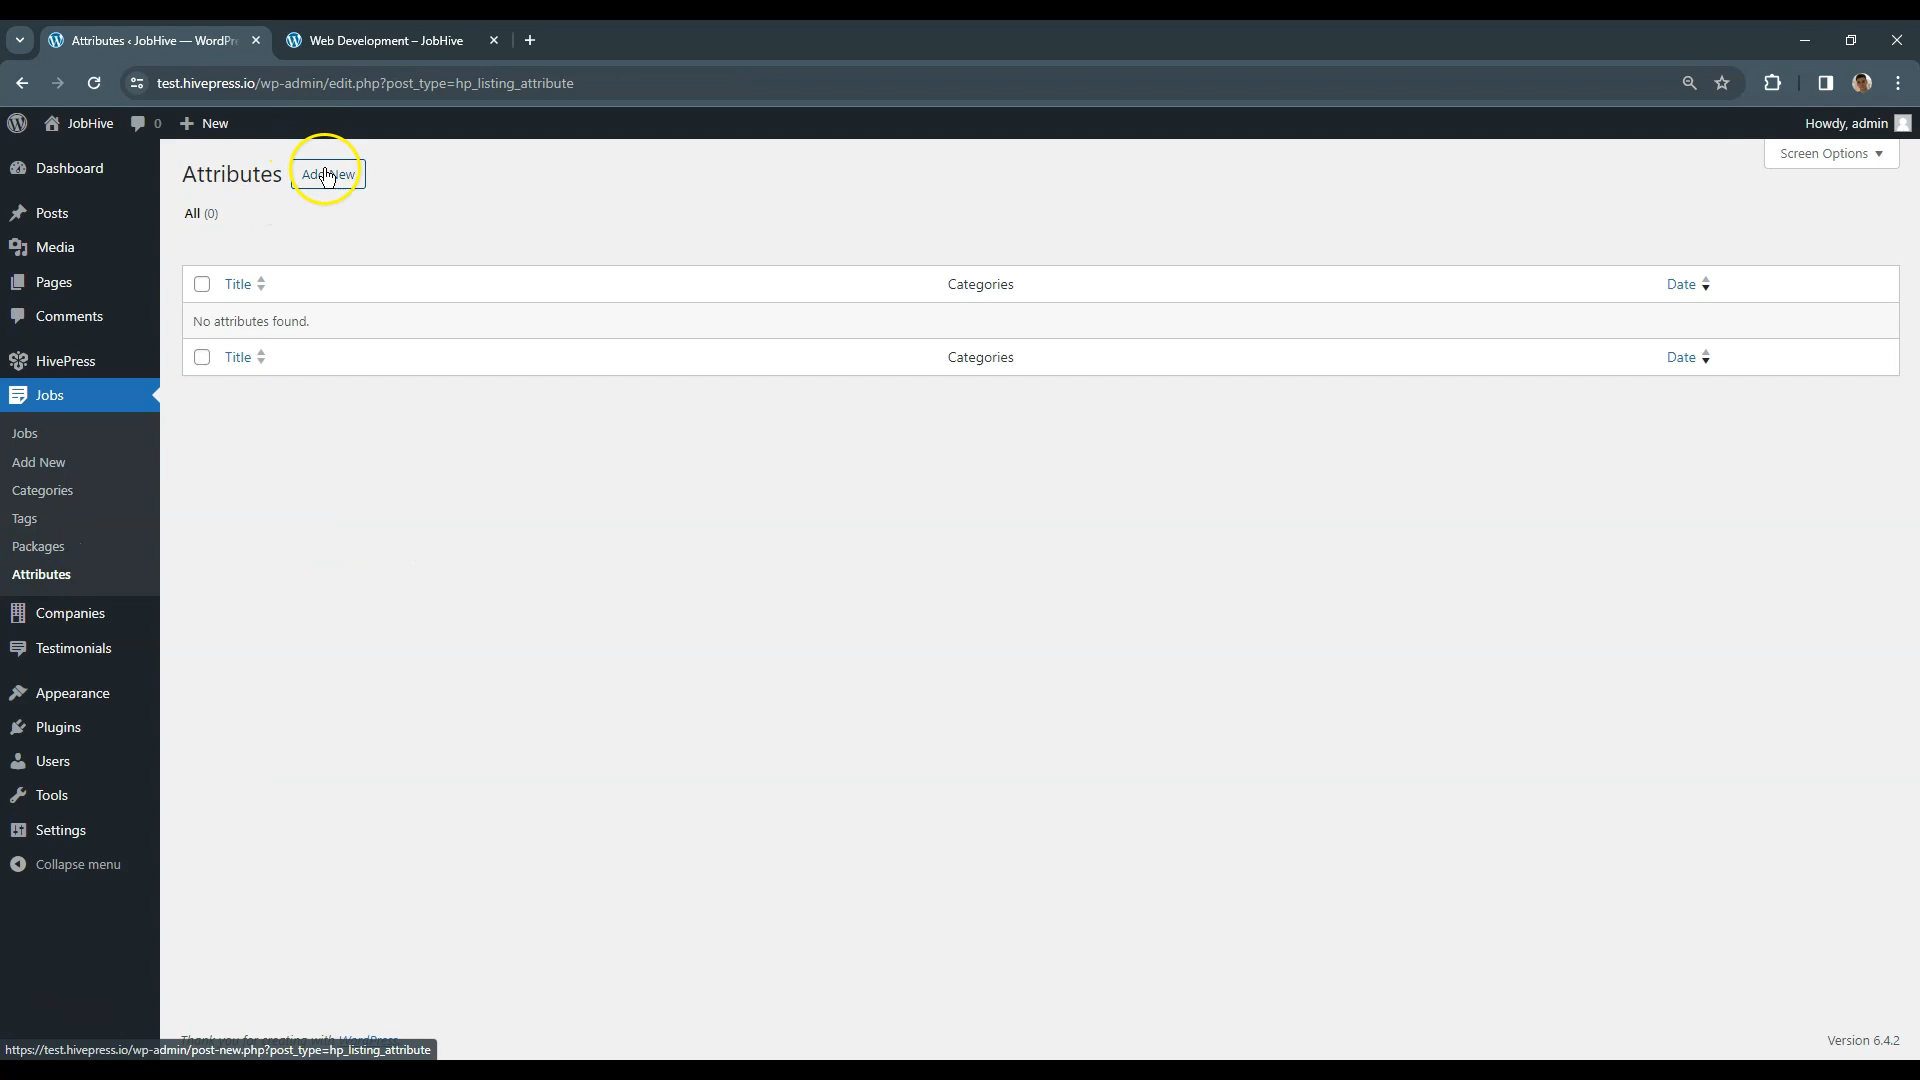 Attributes ‹ JobHive — WordPr
Web Development – JobHive
test.hivepress.io/wp-admin/edit.php?post_type=hp_listing_attribute
JobHive
0
New
Howdy, admin
Dashboard
Posts
Media
Pages
Comments
HivePress
Jobs
Jobs
Add New
Categories
Tags
Packages
Attributes
Companies
Testimonials
Appearance
Plugins
Users
Tools
Settings
Collapse menu
Attributes
Add New
Screen Options
All (0)
Title
Categories
Date
No attributes found.
Title
Categories
Date
Thank you for creating with WordPress.
Version 6.4.2
https://test.hivepress.io/wp-admin/post-new.php?post_type=hp_listing_attribute